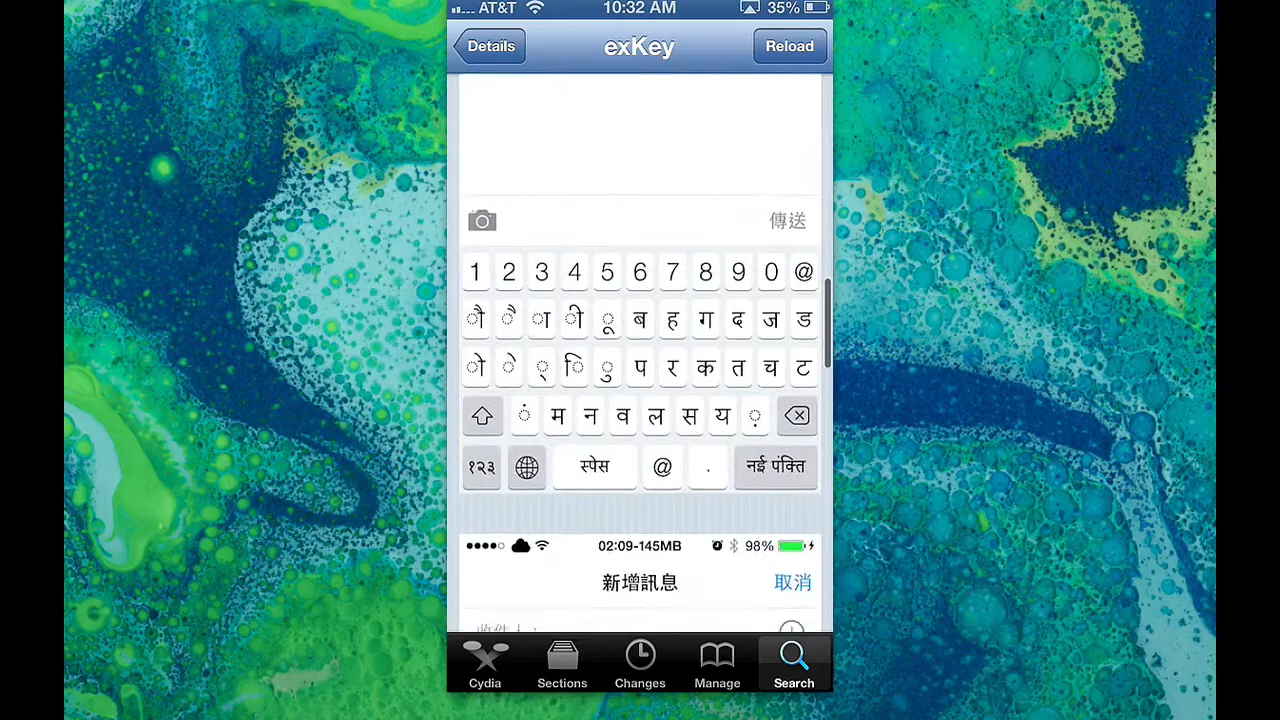 AT&T 10:32 AM 35%
Details exKey Reload
傳送
1 2 3 4 5 6 7 8 9 0 @
ौ ै ा ी ू ब ह ग द ज ड
ो े ् ि ु प र क त च ट
ं म न व ल स य ़
१२३ स्पेस @ . नई पंक्ति
02:09-145MB 98%
新增訊息 取消
Cydia Sections Changes Manage Search